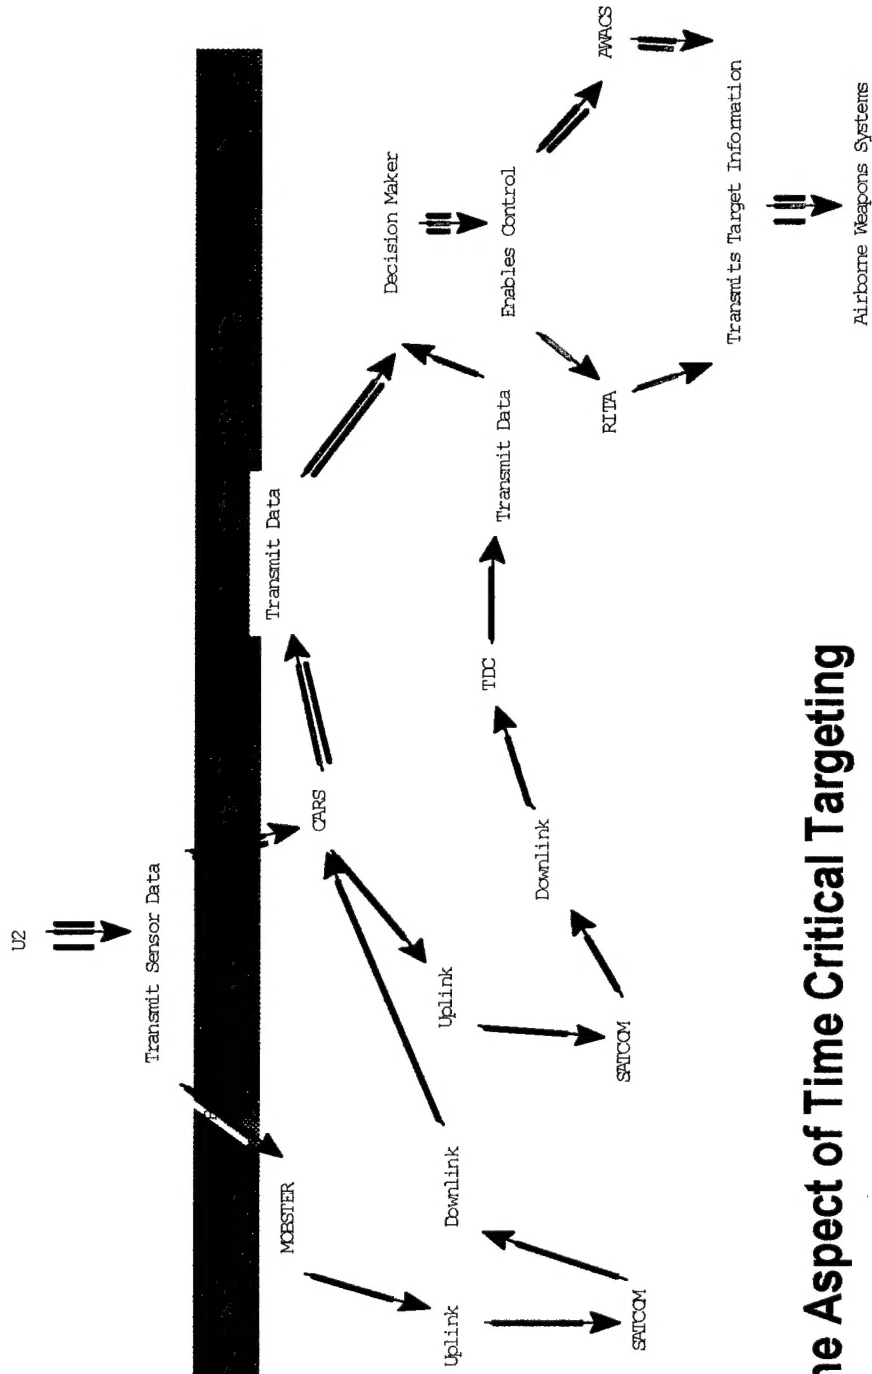 U2
Transmit Sensor Data
MOBSTER
CARS
Transmit Data
Decision Maker
Uplink
Downlink
Uplink
Downlink
TDC
Transmit Data
Enables Control
SATCOM
SATCOM
RITA
AWACS
Transmits Target Information
Airborne Weapons Systems
ne Aspect of Time Critical Targeting